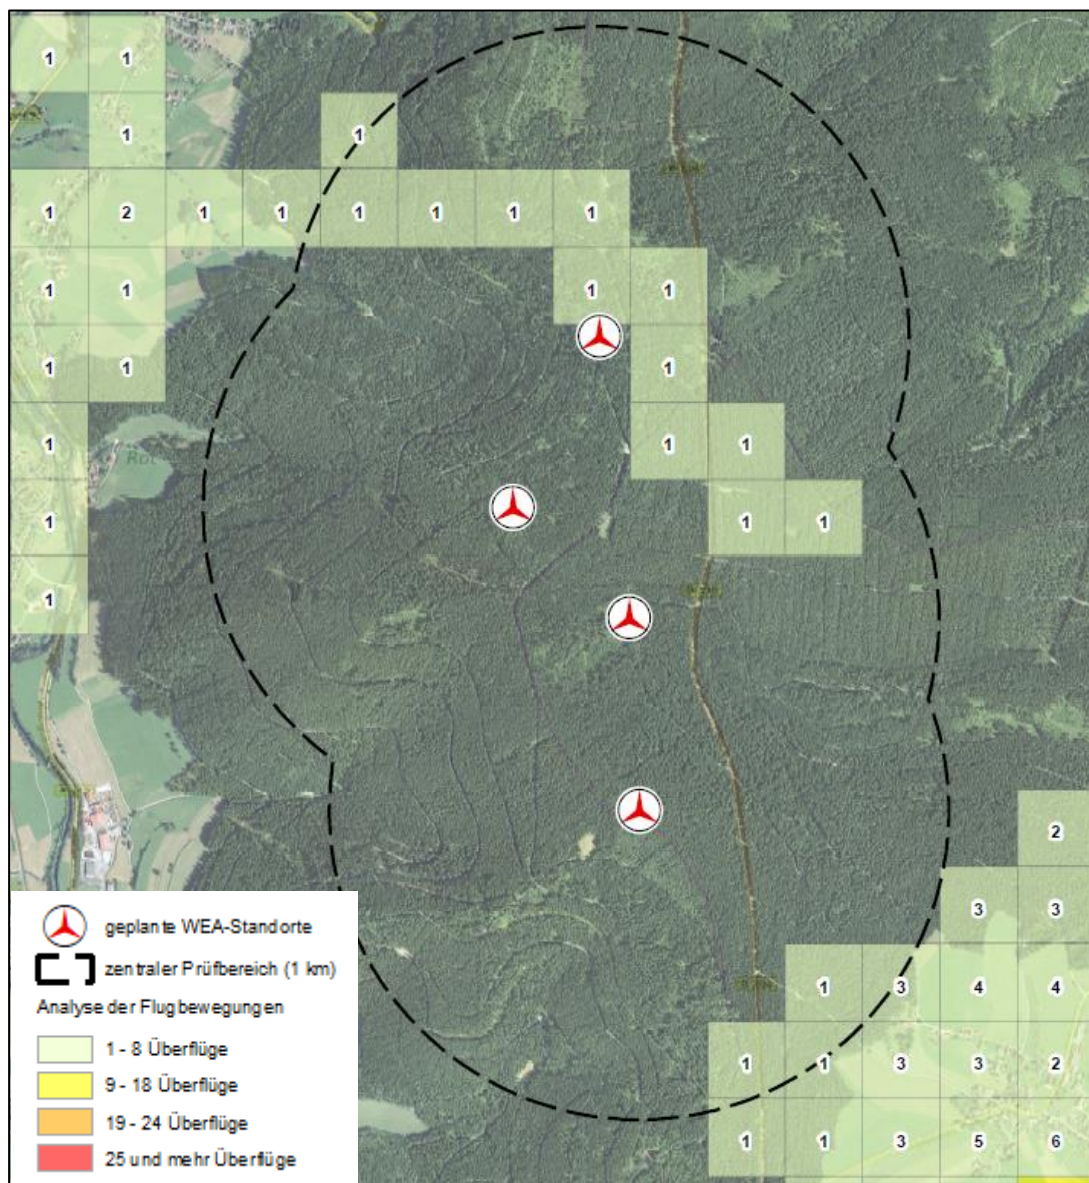 1 1
1 1
1 2 1 1 1 1 1 1
1 1 1 1
1 1 1
1 1 1
1 1 1
1
2
3 3
1 3 4 4
1 1 3 3 2
1 1 3 5 6
geplante WEA-Standorte
zentraler Prüfbereich (1 km)
Analyse der Flugbewegungen
1 - 8 Überflüge
9 - 18 Überflüge
19 - 24 Überflüge
25 und mehr Überflüge